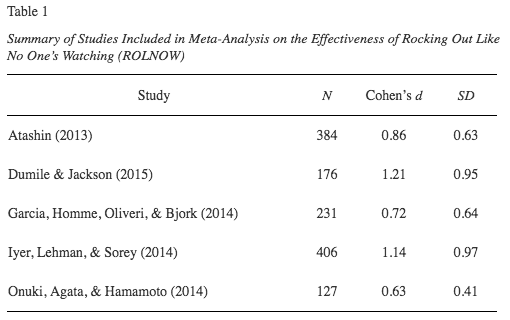 Table 1
Summary of Studies Included in Meta-Analysis on the Effectiveness of Rocking Out Like
No One's Watching (ROLNOW)
Study N Cohen's d SD
Atashin (2013) 384 0.86 0.63
Dumile & Jackson (2015) 176 1.21 0.95
Garcia, Homme, Oliveri, & Bjork (2014) 231 0.72 0.64
Iyer, Lehman, & Sorey (2014) 406 1.14 0.97
Onuki, Agata, & Hamamoto (2014) 127 0.63 0.41